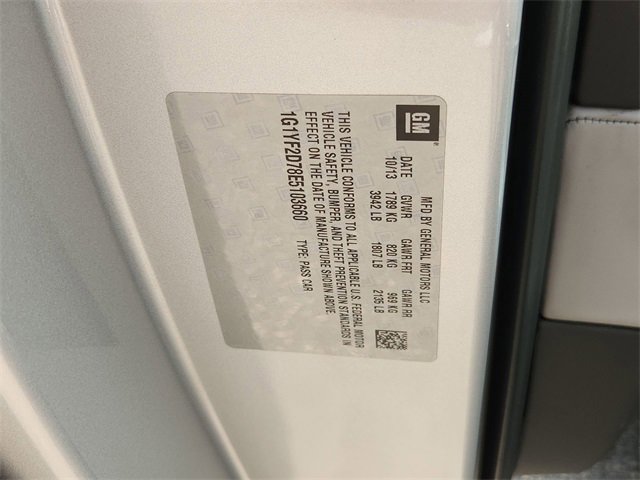 GM
MFD BY GENERAL MOTORS LLC
DATE GVWR GAWR FRT GAWR RR
10/13 1789 KG 820 KG 969 KG
3942 LB 1807 LB 2135 LB
THIS VEHICLE CONFORMS TO ALL APPLICABLE U.S. FEDERAL MOTOR
VEHICLE SAFETY, BUMPER, AND THEFT PREVENTION STANDARDS IN
EFFECT ON THE DATE OF MANUFACTURE SHOWN ABOVE.
1G1YF2D78E5103660 TYPE: PASS CAR